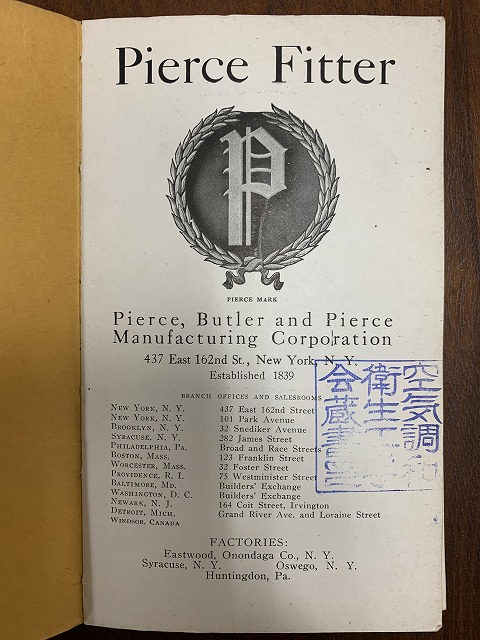 Pierce Fitter
P
PIERCE MARK
Pierce, Butler and Pierce
Manufacturing Corporation
437 East 162nd St., New York, N. Y.
Established 1839
BRANCH OFFICES AND SALESROOMS
NEW YORK, N. Y. 437 East 162nd Street
NEW YORK, N. Y. 101 Park Avenue
BROOKLYN, N. Y. 32 Snediker Avenue
SYRACUSE, N. Y. 282 James Street
PHILADELPHIA, PA. Broad and Race Streets
BOSTON, MASS. 123 Franklin Street
WORCESTER, MASS. 32 Foster Street
PROVIDENCE, R. I. 75 Westminister Street
BALTIMORE, MD. Builders' Exchange
WASHINGTON, D. C. Builders' Exchange
NEWARK, N. J. 164 Coit Street, Irvington
DETROIT, MICH. Grand River Ave. and Loraine Street
WINDSOR, CANADA
FACTORIES:
Eastwood, Onondaga Co., N. Y.
Syracuse, N. Y. Oswego, N. Y.
Huntingdon, Pa.
空気調和
衛生工
会蔵書